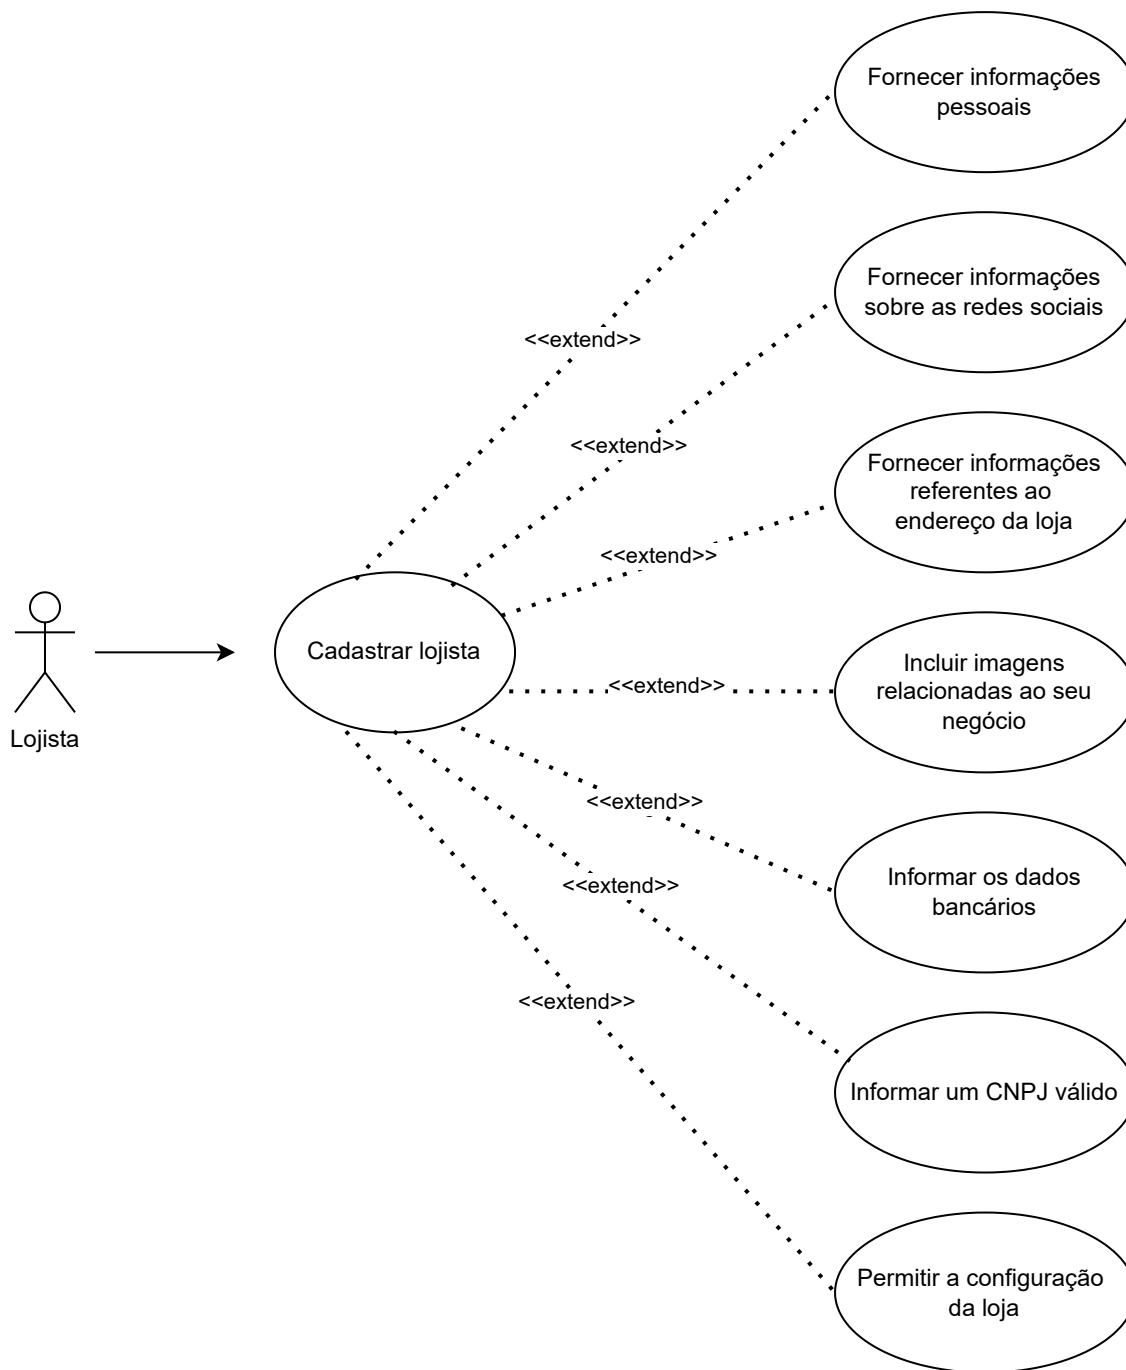 Fornecer informações
pessoais
Fornecer informações
sobre as redes sociais
<<extend>>
<<extend>>
Fornecer informações
referentes ao
endereço da loja
<<extend>>
Cadastrar lojista
Incluir imagens
relacionadas ao seu
negócio
<<extend>>
Lojista
<<extend>>
Informar os dados
bancários
<<extend>>
<<extend>>
Informar um CNPJ válido
Permitir a configuração
da loja